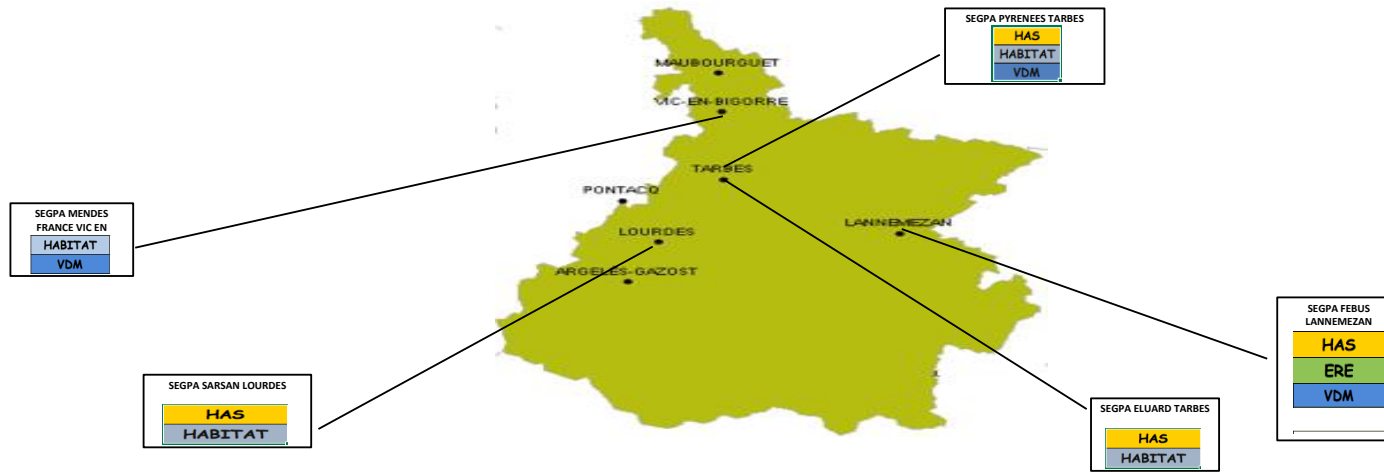 SEGPA PYRENEES TARBES
HAS
HABITAT
VDM
MAUBOURGUET
VIC-EN-BIGORRE
TARBES
PONTACQ
LOURDES
LANNEMEZAN
ARGELES-GAZOST
SEGPA MENDES
FRANCE VIC EN
HABITAT
VDM
SEGPA FEBUS
LANNEMEZAN
HAS
ERE
VDM
SEGPA SARSAN LOURDES
HAS
HABITAT
SEGPA ELUARD TARBES
HAS
HABITAT